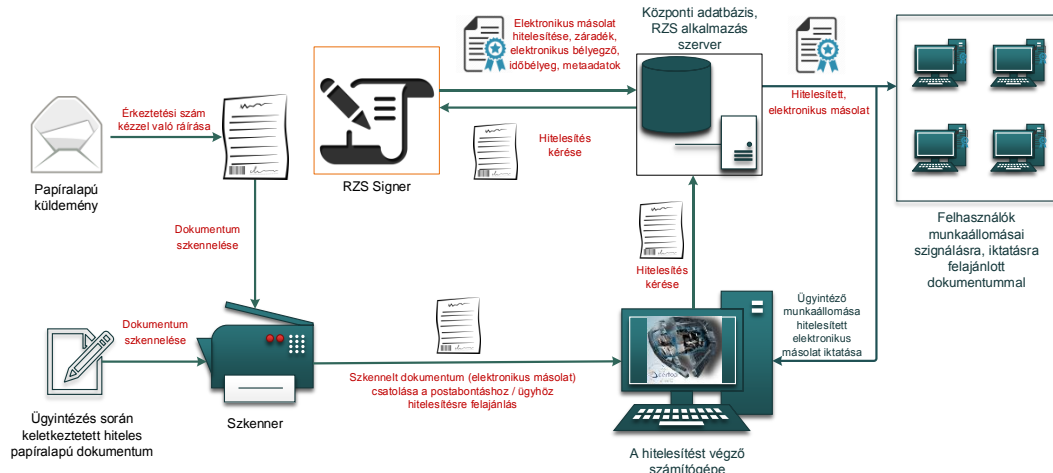 Elektronikus másolat
hitelesítése, záradék,
elektronikus bélyegző,
időbélyeg, metaadatok
Központi adatbázis,
RZS alkalmazás
szerver
Érkeztetési szám
kézzel való ráírása
Papíralapú
küldemény
RZS Signer
Hitelesítés
kérése
Hitelesített,
elektronikus másolat
Felhasználók
munkaállomásai
szignálásra, iktatásra
felajánlott
dokumentummal
Dokumentum
szkennelése
Hitelesítés
kérése
Ügyintéző
munkaállomása
hitelesített
elektronikus
másolat iktatása
Dokumentum
szkennelése
Szkennelt dokumentum (elektronikus másolat)
csatolása a postabontáshoz / ügyhöz
hitelesítésre felajánlás
Ügyintézés során
keletkeztetett hiteles
papíralapú dokumentum
Szkenner
A hitelesítést végző
számítógépe